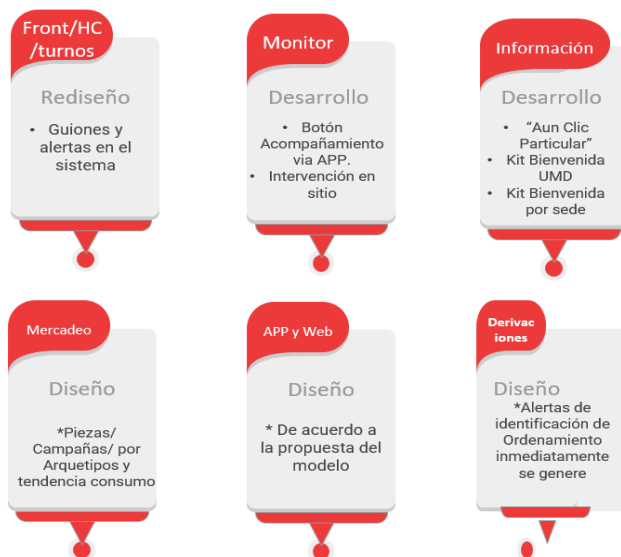 Front/HC
/turnos
Rediseño
• Guiones y
alertas en el
sistema
Monitor
Desarrollo
• Botón
Acompañamiento
via APP.
• Intervención en
sitio
Información
Desarrollo
• “Aun Clic
Particular”
• Kit Bienvenida
UMD
• Kit Bienvenida
por sede
Mercadeo
Diseño
*Piezas/
Campañas/ por
Arquetipos y
tendencia consumo
APP y Web
Diseño
* De acuerdo a
la propuesta del
modelo
Derivac
iones
Diseño
*Alertas de
identificación de
Ordenamiento
inmediatamente
se genere